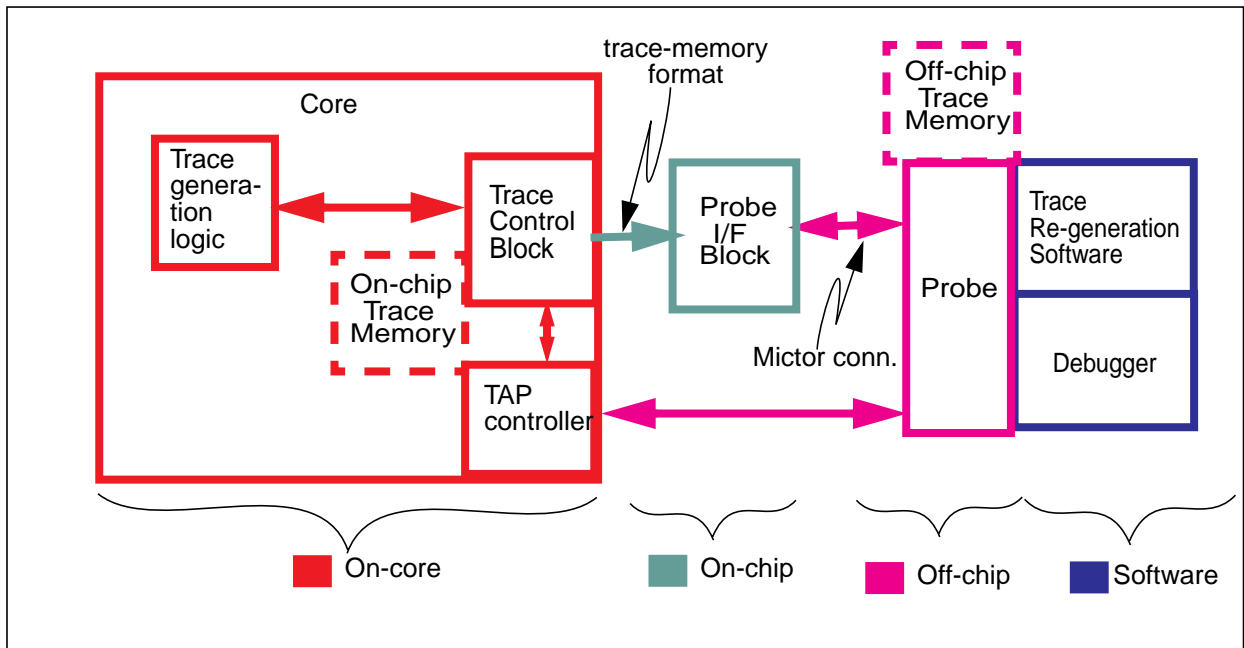 trace-memory
format
Off-chip
Trace
Memory
Core
Trace
genera-
tion
logic
Trace
Control
Block
Probe
I/F
Block
Trace
Re-generation
Software
On-chip
Trace
Memory
Probe
Mictor conn.
Debugger
TAP
controller
On-core
On-chip
Off-chip
Software